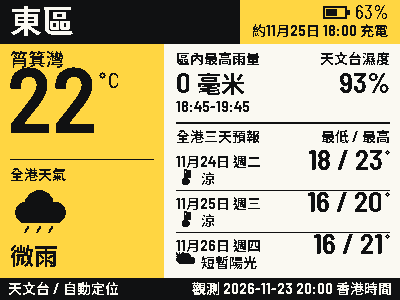 東區
63%
約11月25日 18:00 充電
筲箕灣
22°C
全港天氣
微雨
區內最高雨量
0 毫米
18:45-19:45
天文台濕度
93%
全港三天預報
最低 / 最高
11月24日 週二
涼
18 / 23°
11月25日 週三
涼
16 / 20°
11月26日 週四
短暫陽光
16 / 21°
天文台 / 自動定位
觀測 2026-11-23 20:00 香港時間